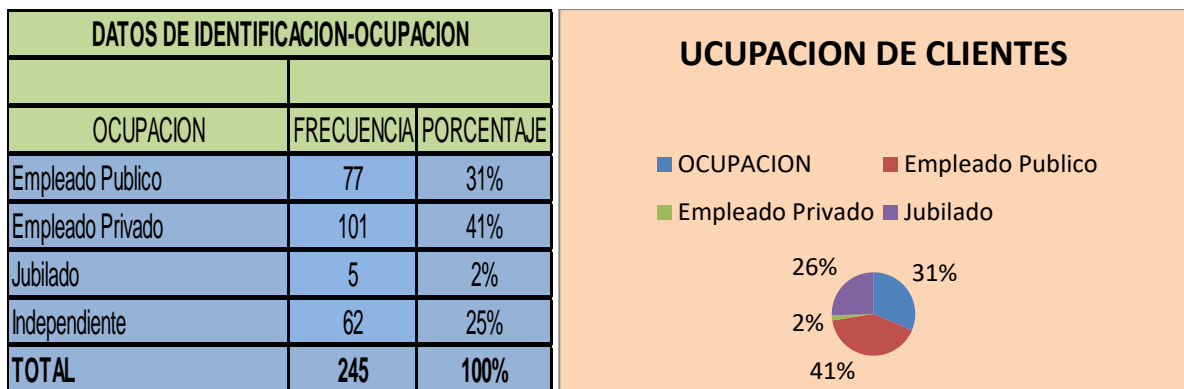 DATOS DE IDENTIFICACION-OCUPACION
OCUPACION FRECUENCIA PORCENTAJE
Empleado Publico 77 31%
Empleado Privado 101 41%
Jubilado 5 2%
Independiente 62 25%
TOTAL 245 100%
UCUPACION DE CLIENTES
OCUPACION Empleado Publico
Empleado Privado Jubilado
26% 31%
2%
41%